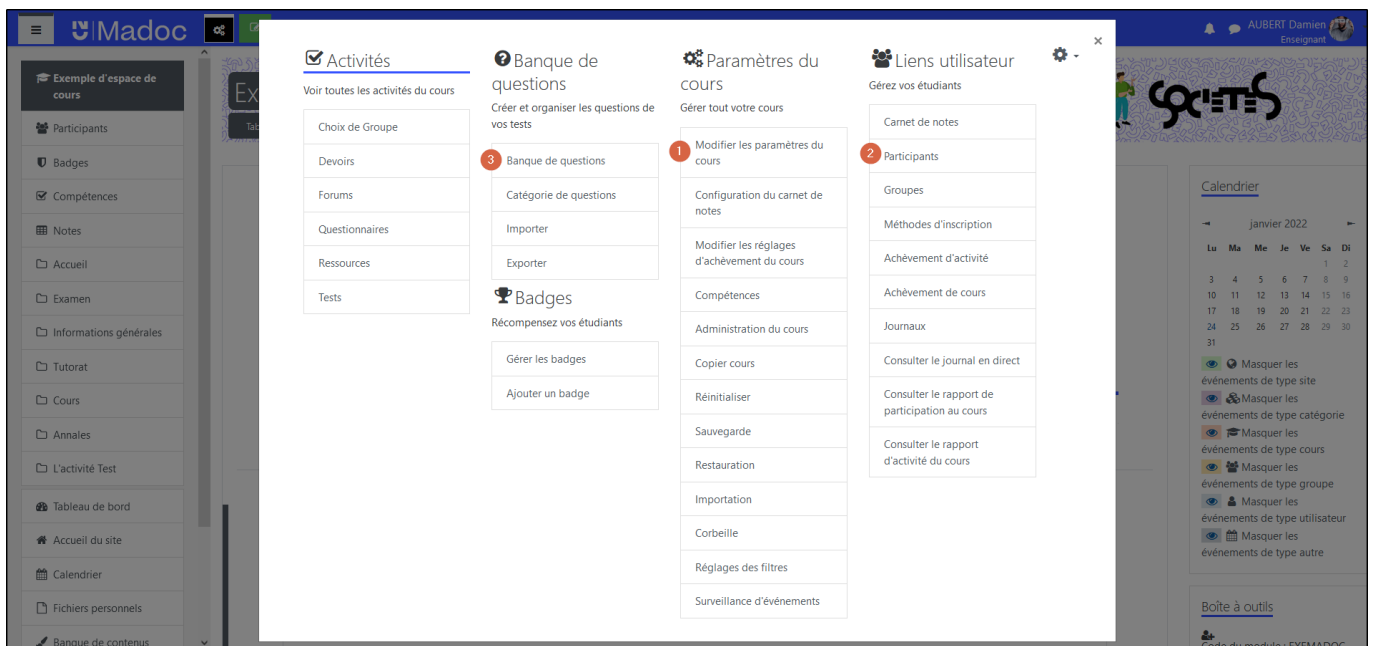 Madoc
AUBERT Damien
Enseignant
Exemple d'espace de
cours
Participants
Badges
Compétences
Notes
Accueil
Examen
Informations générales
Tutorat
Cours
Annales
L'activité Test
Tableau de bord
Accueil du site
Calendrier
Fichiers personnels
Banque de contenus
Ex
Tab
Activités
Voir toutes les activités du cours
Choix de Groupe
Devoirs
Forums
Questionnaires
Ressources
Tests
Banque de
questions
Créer et organiser les questions de
vos tests
3 Banque de questions
Catégorie de questions
Importer
Exporter
Badges
Récompensez vos étudiants
Gérer les badges
Ajouter un badge
Paramètres du
cours
Gérer tout votre cours
1 Modifier les paramètres du
cours
Configuration du carnet de
notes
Modifier les réglages
d'achèvement du cours
Compétences
Administration du cours
Copier cours
Réinitialiser
Sauvegarde
Restauration
Importation
Corbeille
Réglages des filtres
Surveillance d'événements
Liens utilisateur
Gérez vos étudiants
Carnet de notes
2 Participants
Groupes
Méthodes d'inscription
Achèvement d'activité
Achèvement de cours
Journaux
Consulter le journal en direct
Consulter le rapport de
participation au cours
Consulter le rapport
d'activité du cours
×
SOCIETES
Calendrier
◄ janvier 2022 ►
Lu Ma Me Je Ve Sa Di
1 2
3 4 5 6 7 8 9
10 11 12 13 14 15 16
17 18 19 20 21 22 23
24 25 26 27 28 29 30
31
Masquer les
événements de type site
Masquer les
événements de type catégorie
Masquer les
événements de type cours
Masquer les
événements de type groupe
Masquer les
événements de type utilisateur
Masquer les
événements de type autre
Boîte à outils
Code du module : EXEMADOC